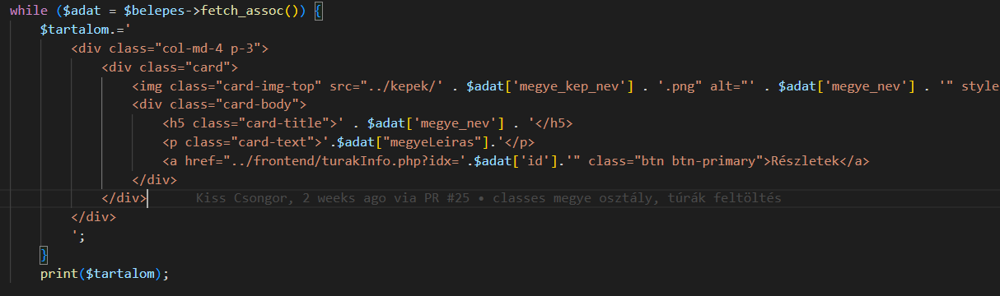 while ($adat = $belepes->fetch_assoc()) {
$tartalom.='
<div class="col-md-4 p-3">
<div class="card">
<img class="card-img-top" src="../kepek/' . $adat['megye_kep_nev'] . '.png" alt="' . $adat['megye_nev'] . '" style
<div class="card-body">
<h5 class="card-title">' . $adat['megye_nev'] . '</h5>
<p class="card-text">'.$adat["megyeLeiras"].'</p>
<a href="../frontend/turakInfo.php?idx='.$adat['id'].'" class="btn btn-primary">Részletek</a>
</div>
</div> Kiss Csongor, 2 weeks ago via PR #25 • classes megye osztály, túrák feltöltés
</div>
';
}
print($tartalom);